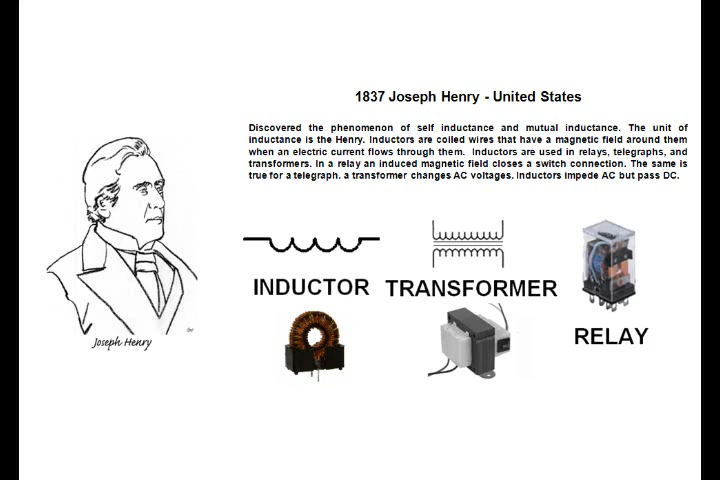 1837 Joseph Henry - United States
Discovered the phenomenon of self inductance and mutual inductance. The unit of
inductance is the Henry. Inductors are coiled wires that have a magnetic field around them
when an electric current flows through them. Inductors are used in relays, telegraphs, and
transformers. In a relay an induced magnetic field closes a switch connection. The same is
true for a telegraph. a transformer changes AC voltages. Inductors impede AC but pass DC.
INDUCTOR
TRANSFORMER
RELAY
Joseph Henry